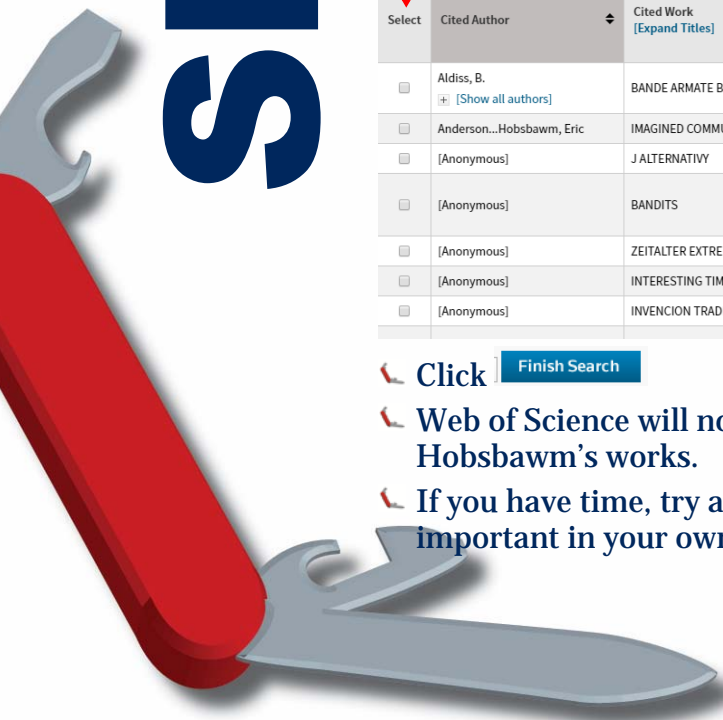 Select Cited Author Cited Work
[Expand Titles]
Aldiss, B. BANDE ARMATE B
[Show all authors]
Anderson...Hobsbawm, Eric IMAGINED COMMU
[Anonymous] J ALTERNATIVY
[Anonymous] BANDITS
[Anonymous] ZEITALTER EXTRE
[Anonymous] INTERESTING TIM
[Anonymous] INVENCION TRAD
Click Finish Search
Web of Science will no
Hobsbawm's works.
If you have time, try a
important in your own